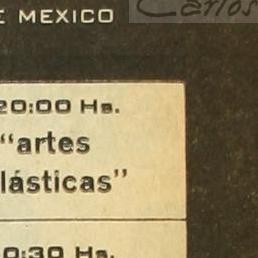 E MEXICO
Carlos
20:00 Hs.
“artes
lásticas”
0:30 Hs.